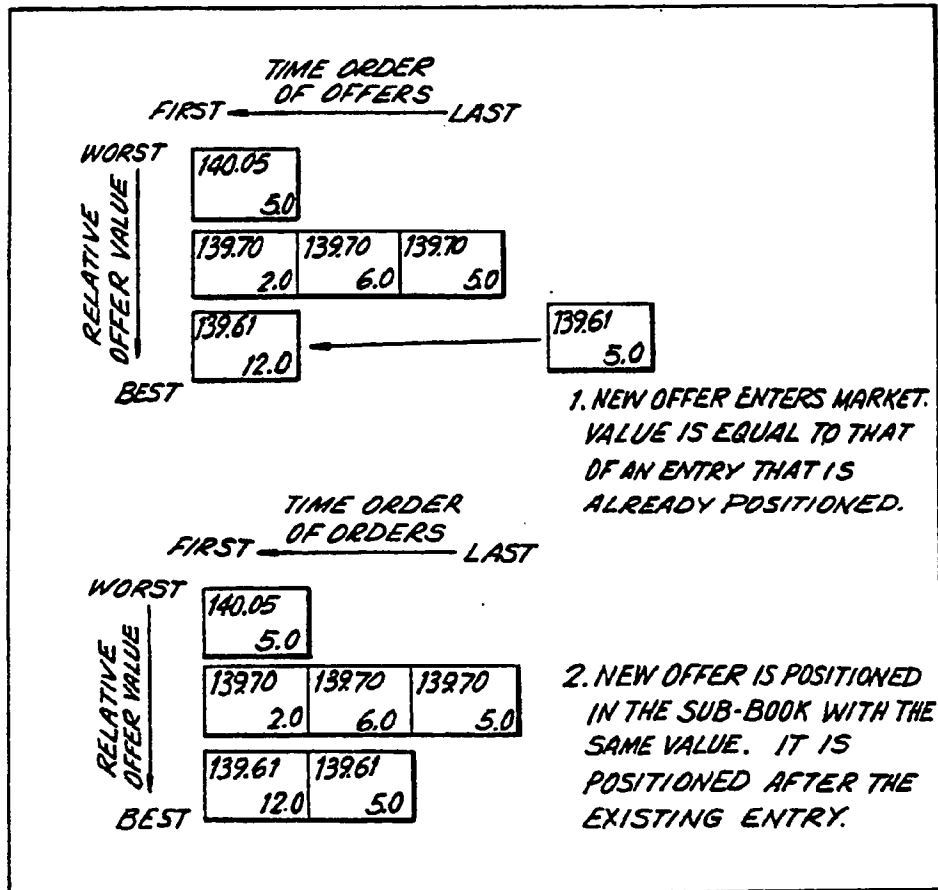 TIME ORDER
OF OFFERS
FIRST LAST
WORST
RELATIVE
OFFER VALUE
BEST
140.05
5.0
139.70 139.70 139.70
2.0 6.0 5.0
139.61 139.61
12.0 5.0
1. NEW OFFER ENTERS MARKET.
VALUE IS EQUAL TO THAT
OF AN ENTRY THAT IS
ALREADY POSITIONED.
TIME ORDER
OF ORDERS
FIRST LAST
WORST
RELATIVE
OFFER VALUE
BEST
140.05
5.0
139.70 139.70 139.70
2.0 6.0 5.0
139.61 139.61
12.0 5.0
2. NEW OFFER IS POSITIONED
IN THE SUB-BOOK WITH THE
SAME VALUE. IT IS
POSITIONED AFTER THE
EXISTING ENTRY.